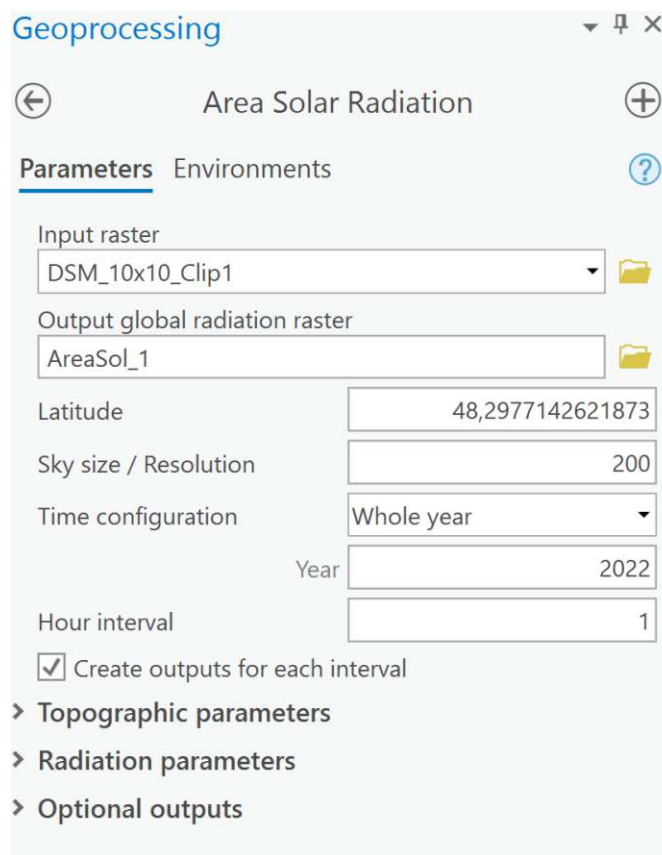 Geoprocessing
Area Solar Radiation
Parameters Environments
Input raster
DSM_10x10_Clip1
Output global radiation raster
AreaSol_1
Latitude 48,2977142621873
Sky size / Resolution 200
Time configuration Whole year
Year 2022
Hour interval 1
Create outputs for each interval
Topographic parameters
Radiation parameters
Optional outputs